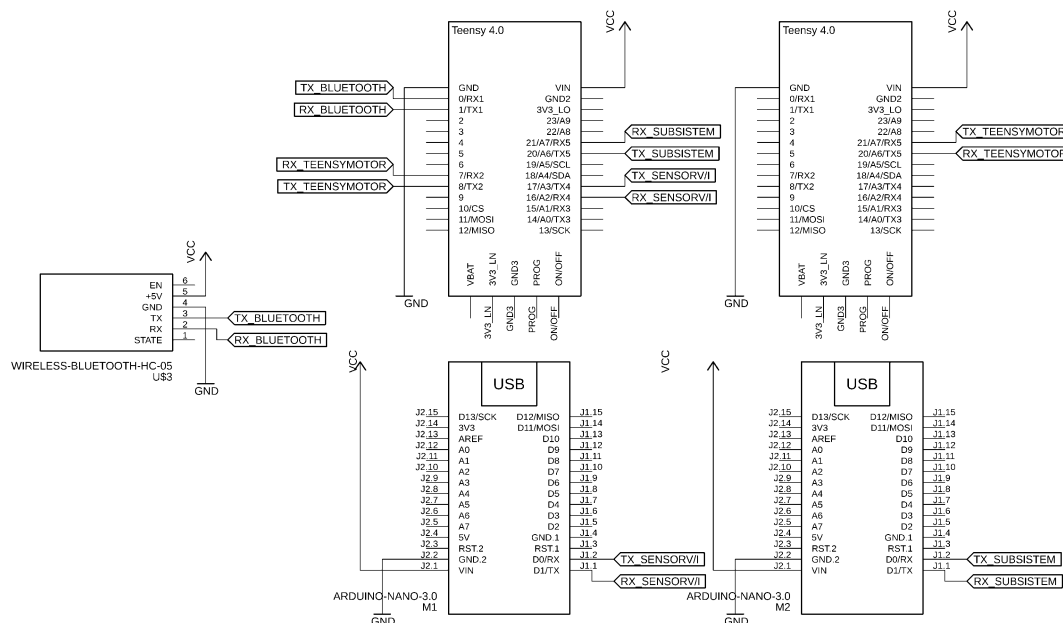 Teensy 4.0
VCC
TX_BLUETOOTH
RX_BLUETOOTH
RX_TEENSYMOTOR
TX_TEENSYMOTOR
GND
0/RX1
1/TX1
2
3
4
5
6
7/RX2
8/TX2
9
10/CS
11/MOSI
12/MISO
VIN
GND2
3V3_LO
23/A9
22/A8
21/A7/RX5
20/A6/TX5
19/A5/SCL
18/A4/SDA
17/A3/TX4
16/A2/RX4
15/A1/RX3
14/A0/TX3
13/SCK
RX_SUBSISTEM
TX_SUBSISTEM
TX_SENSORV/I
RX_SENSORV/I
VBAT
3V3_LN
GND3
PROG
ON/OFF
3V3_LN
GND3
PROG
ON/OFF
GND
Teensy 4.0
VCC
GND
0/RX1
1/TX1
2
3
4
5
6
7/RX2
8/TX2
9
10/CS
11/MOSI
12/MISO
VIN
GND2
3V3_LO
23/A9
22/A8
21/A7/RX5
20/A6/TX5
19/A5/SCL
18/A4/SDA
17/A3/TX4
16/A2/RX4
15/A1/RX3
14/A0/TX3
13/SCK
TX_TEENSYMOTOR
RX_TEENSYMOTOR
VBAT
3V3_LN
GND3
PROG
ON/OFF
3V3_LN
GND3
PROG
ON/OFF
GND
VCC
EN 6
+5V 5
GND 4
TX 3
RX 2
STATE 1
TX_BLUETOOTH
RX_BLUETOOTH
WIRELESS-BLUETOOTH-HC-05
U$3
GND
VCC
USB
J2.15 D13/SCK D12/MISO J1.15
J2.14 3V3 D11/MOSI J1.14
J2.13 AREF D10 J1.13
J2.12 A0 D9 J1.12
J2.11 A1 D8 J1.11
J2.10 A2 D7 J1.10
J2.9 A3 D6 J1.9
J2.8 A4 D5 J1.8
J2.7 A5 D4 J1.7
J2.6 A6 D3 J1.6
J2.5 A7 D2 J1.5
J2.4 5V GND.1 J1.4
J2.3 RST.2 RST.1 J1.3
J2.2 GND.2 D0/RX J1.2 TX_SENSORV/I
J2.1 VIN D1/TX J1.1 RX_SENSORV/I
ARDUINO-NANO-3.0
M1
GND
VCC
USB
J2.15 D13/SCK D12/MISO J1.15
J2.14 3V3 D11/MOSI J1.14
J2.13 AREF D10 J1.13
J2.12 A0 D9 J1.12
J2.11 A1 D8 J1.11
J2.10 A2 D7 J1.10
J2.9 A3 D6 J1.9
J2.8 A4 D5 J1.8
J2.7 A5 D4 J1.7
J2.6 A6 D3 J1.6
J2.5 A7 D2 J1.5
J2.4 5V GND.1 J1.4
J2.3 RST.2 RST.1 J1.3
J2.2 GND.2 D0/RX J1.2 TX_SUBSISTEM
J2.1 VIN D1/TX J1.1 RX_SUBSISTEM
ARDUINO-NANO-3.0
M2
GND